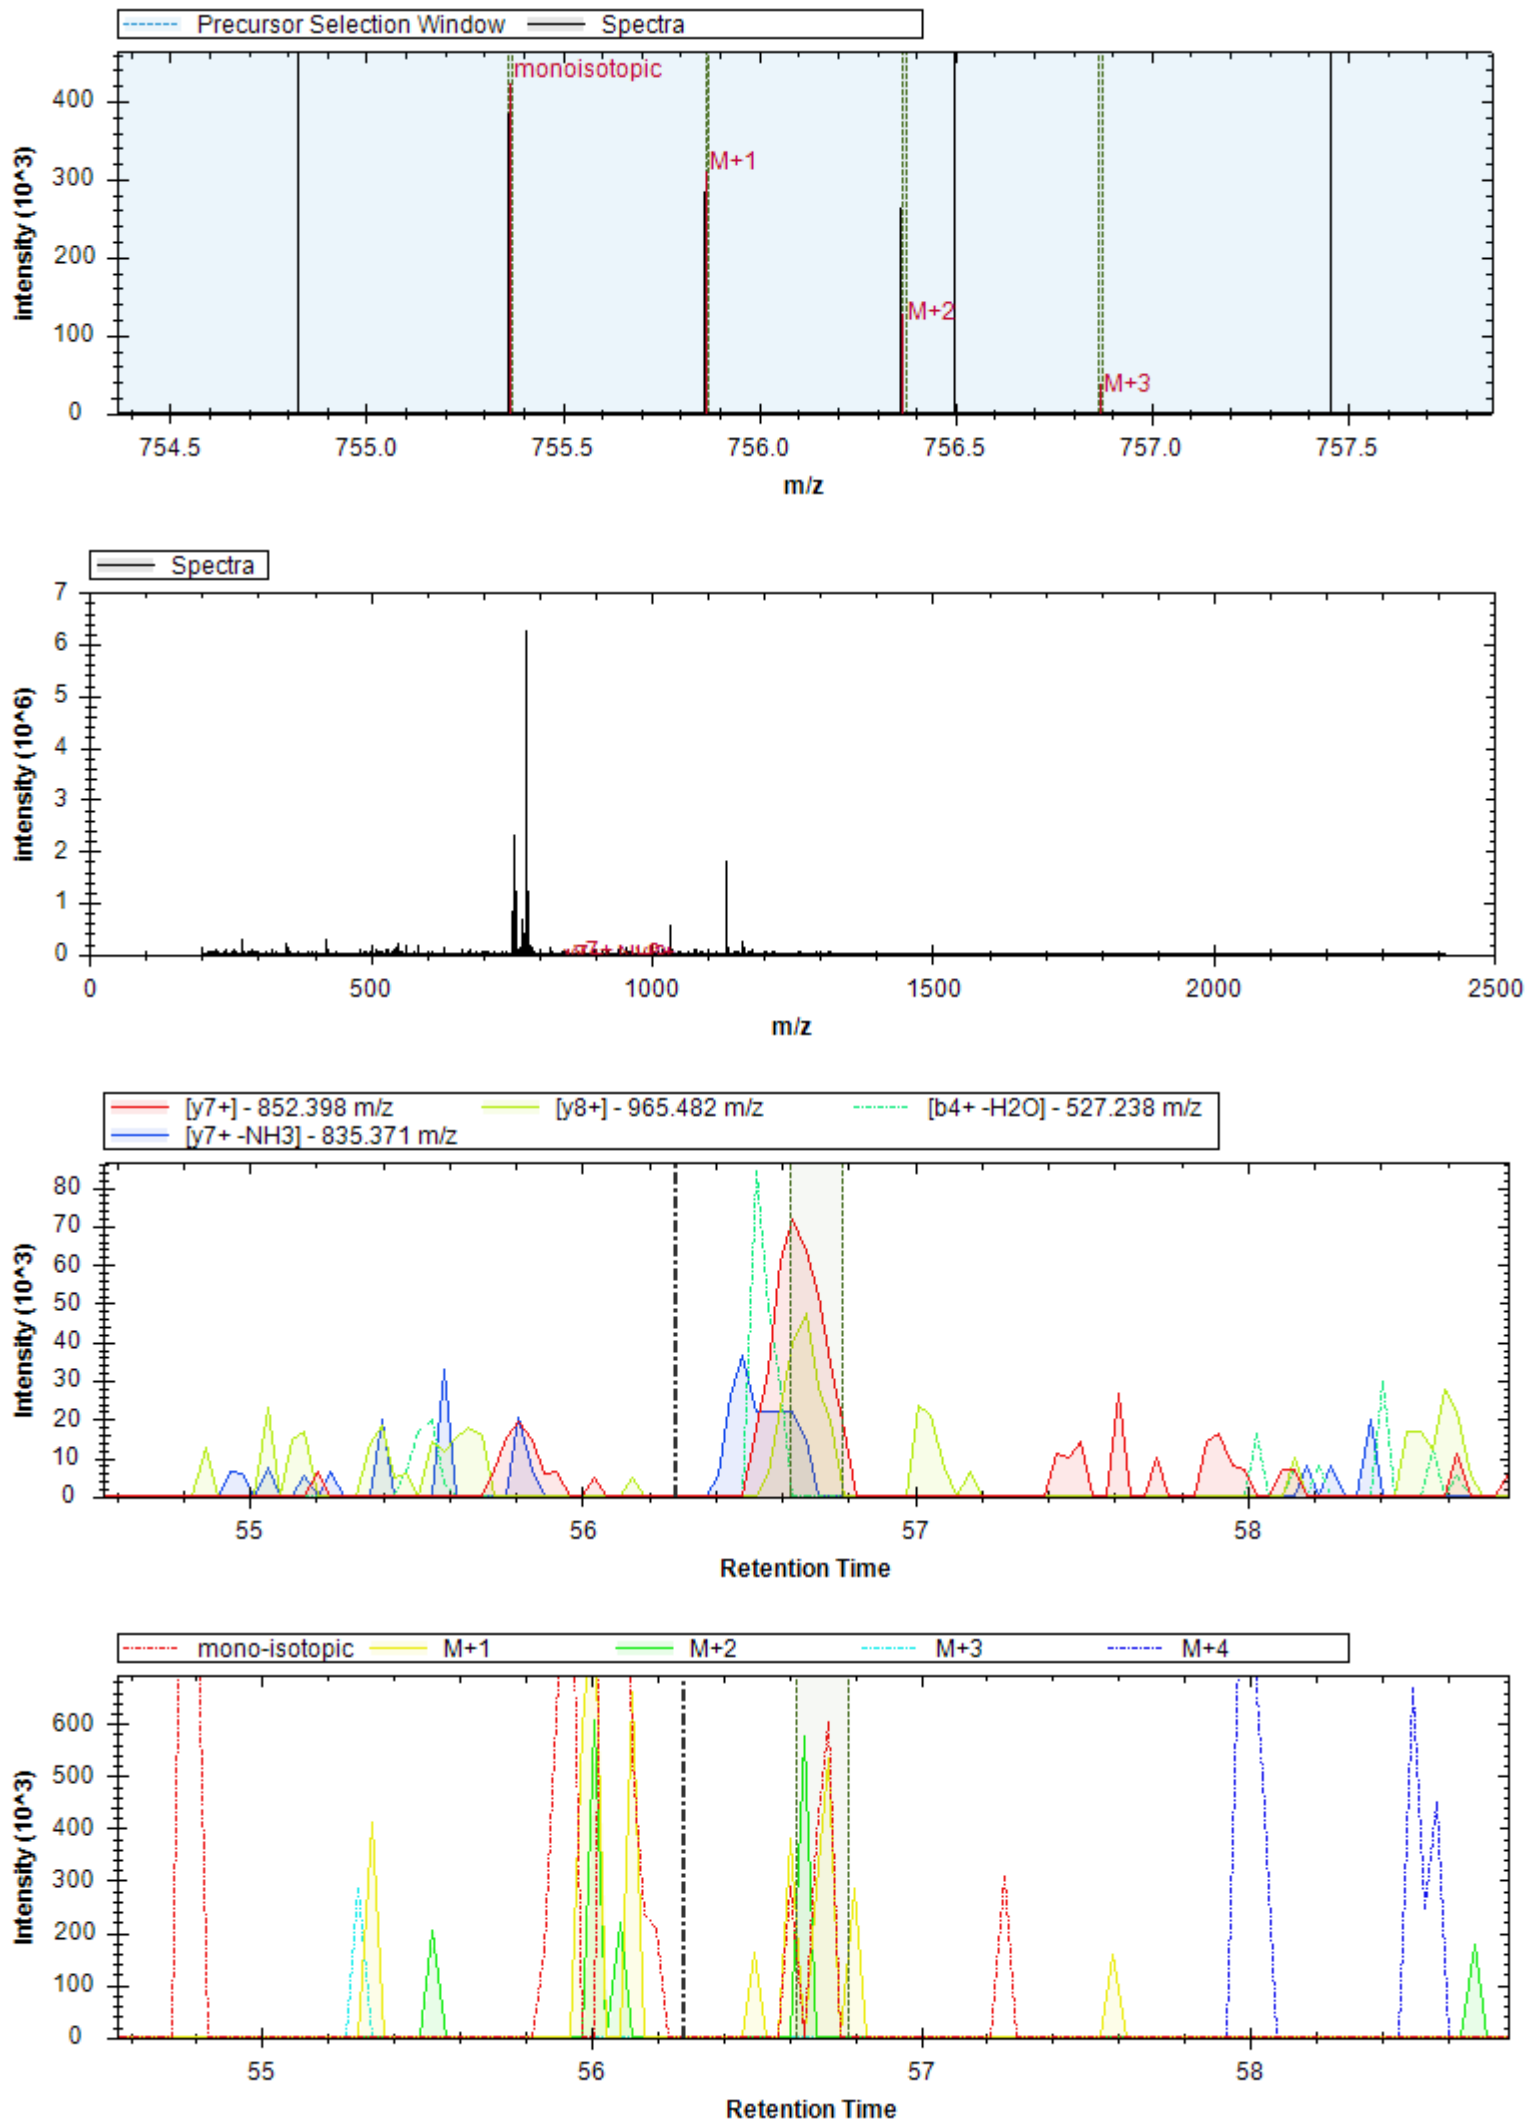 Precursor Selection Window Spectra
monoisotopic
M+1
M+2
M+3
400
300
200
100
0
intensity (10^3)
754.5 755.0 755.5 756.0 756.5 757.0 757.5
m/z
Spectra
7
6
5
4
3
2
1
0
intensity (10^6)
0 500 1000 1500 2000 2500
m/z
[y7+] - 852.398 m/z [y8+] - 965.482 m/z [b4+ -H2O] - 527.238 m/z
[y7+ -NH3] - 835.371 m/z
80
70
60
50
40
30
20
10
0
Intensity (10^3)
55 56 57 58
Retention Time
mono-isotopic M+1 M+2 M+3 M+4
600
500
400
300
200
100
0
Intensity (10^3)
55 56 57 58
Retention Time